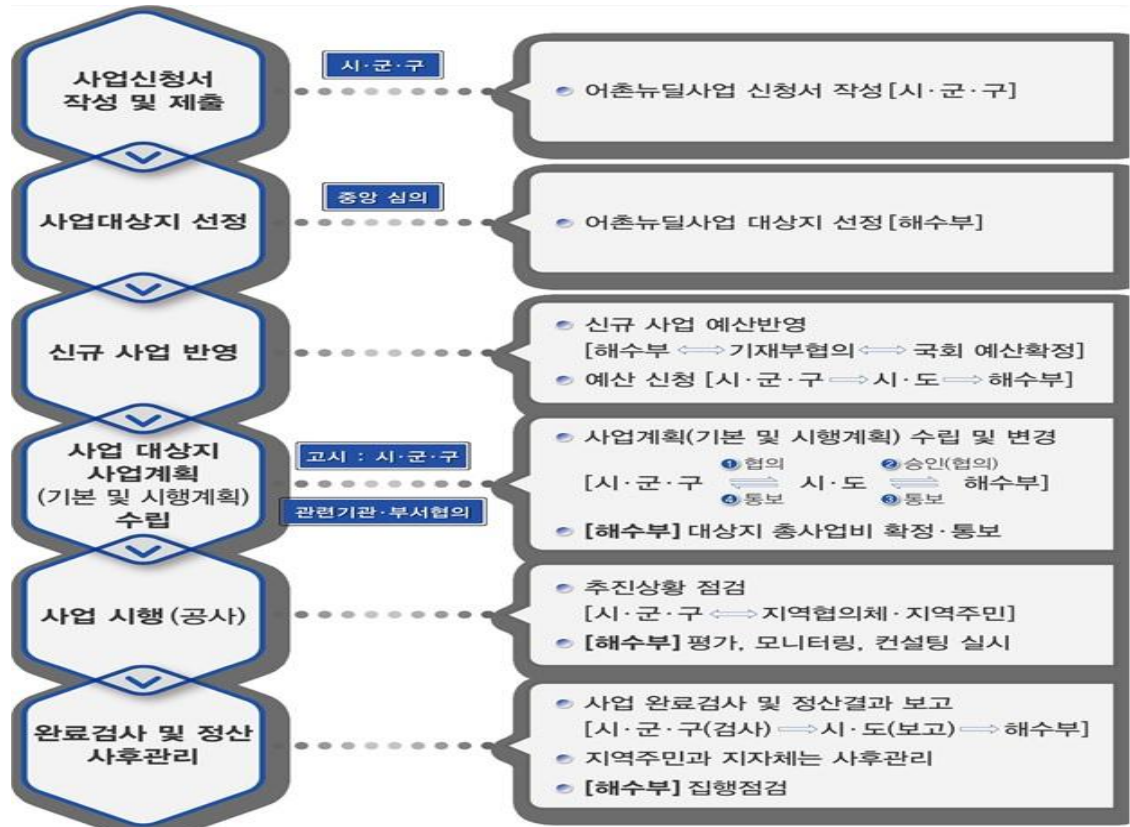 사업신청서
작성 및 제출
시·군·구
어촌뉴딜사업 신청서 작성[시·군·구]
사업대상지 선정
중앙 심의
어촌뉴딜사업 대상지 선정[해수부]
신규 사업 반영
신규 사업 예산반영
[해수부 ⟺ 기재부협의 ⟺ 국회 예산확정]
예산 신청 [시·군·구 ⟹ 시·도 ⟹ 해수부]
사업 대상지
사업계획
(기본 및 시행계획)
수립
고시 : 시·군·구
관련기관·부서협의
사업계획(기본 및 시행계획) 수립 및 변경
❶협의 ❷승인(협의)
[시·군·구 ⇌ 시·도 ⇌ 해수부]
❹통보 ❸통보
[해수부] 대상지 총사업비 확정·통보
사업 시행(공사)
추진상황 점검
[시·군·구 ⟺ 지역협의체·지역주민]
[해수부] 평가, 모니터링, 컨설팅 실시
완료검사 및 정산
사후관리
사업 완료검사 및 정산결과 보고
[시·군·구(검사) ⟹ 시·도(보고) ⟹ 해수부]
지역주민과 지자체는 사후관리
[해수부] 집행점검